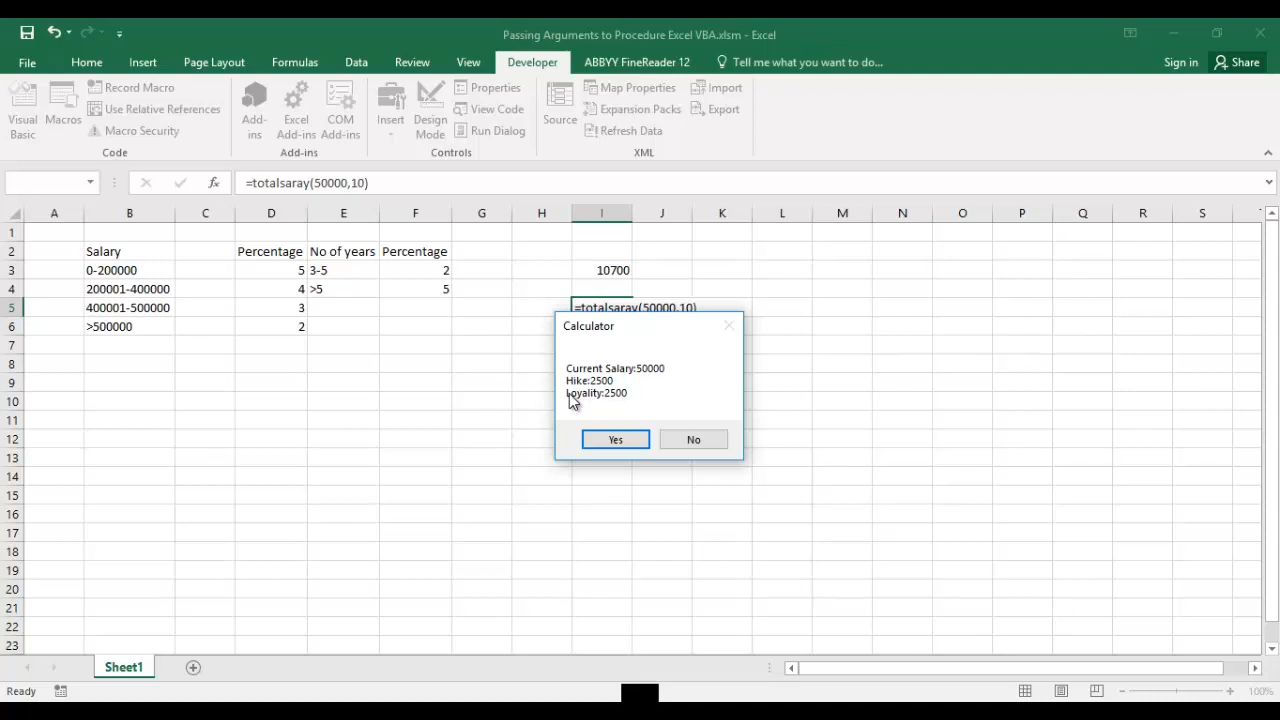 Passing Arguments to Procedure Excel VBA.xlsm - Excel
File Home Insert Page Layout Formulas Data Review View Developer ABBYY FineReader 12 Tell me what you want to do... Sign in Share
Visual Basic
Macros
Record Macro
Use Relative References
Macro Security
Code
Add-ins
Excel Add-ins
COM Add-ins
Add-ins
Insert
Design Mode
Properties
View Code
Run Dialog
Controls
Source
Map Properties
Expansion Packs
Refresh Data
Import
Export
XML
fx =totalsaray(50000,10)
A B C D E F G H I J K L M N O P Q R S
1
2 Salary Percentage No of years Percentage
3 0-200000 5 3-5 2 10700
4 200001-400000 4 >5 5
5 400001-500000 3 =totalsaray(50000,10)
6 >500000 2
7
8
9
10
11
12
13
14
15
16
17
18
19
20
21
22
23
Calculator
Current Salary:50000
Hike:2500
Loyality:2500
Yes No
Sheet1
Ready 100%